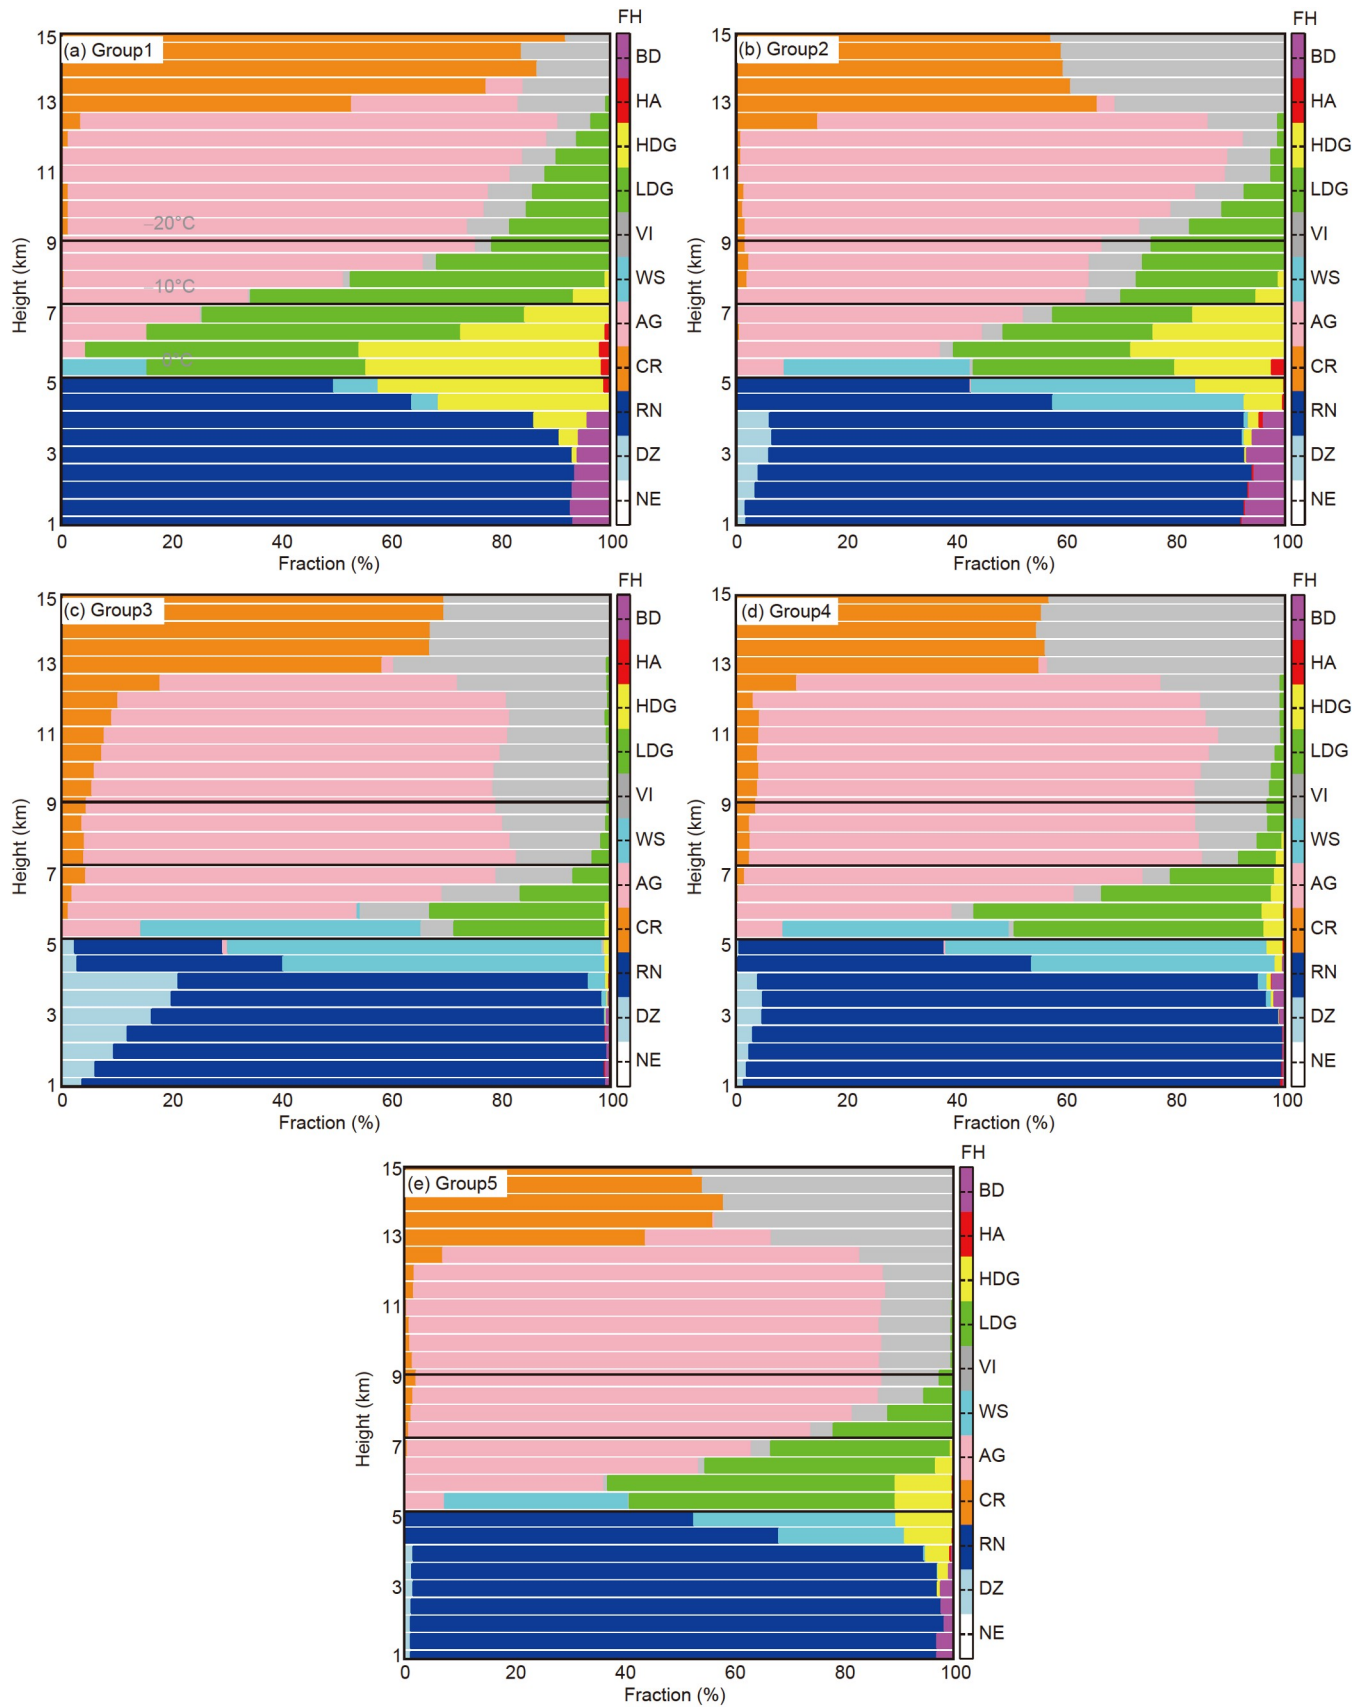 FH
FH
15
(a) Group1
BD
15
(b) Group2
BD
HA
HA
13
13
HDG
HDG
11
LDG
11
LDG
–20°C
VI
VI
9
9
Height (km)
WS
Height (km)
WS
–10°C
7
AG
7
AG
0°C
CR
CR
5
5
RN
RN
3
DZ
3
DZ
NE
NE
1
1
0 20 40 60 80 100
0 20 40 60 80 100
Fraction (%)
Fraction (%)
FH
FH
15
(c) Group3
BD
15
(d) Group4
BD
HA
HA
13
13
HDG
HDG
11
LDG
11
LDG
VI
VI
9
9
Height (km)
WS
Height (km)
WS
7
AG
7
AG
CR
CR
5
5
RN
RN
3
DZ
3
DZ
NE
NE
1
1
0 20 40 60 80 100
0 20 40 60 80 100
Fraction (%)
Fraction (%)
FH
15
(e) Group5
BD
HA
13
HDG
11
LDG
VI
9
Height (km)
WS
7
AG
CR
5
RN
3
DZ
NE
1
0 20 40 60 80 100
Fraction (%)